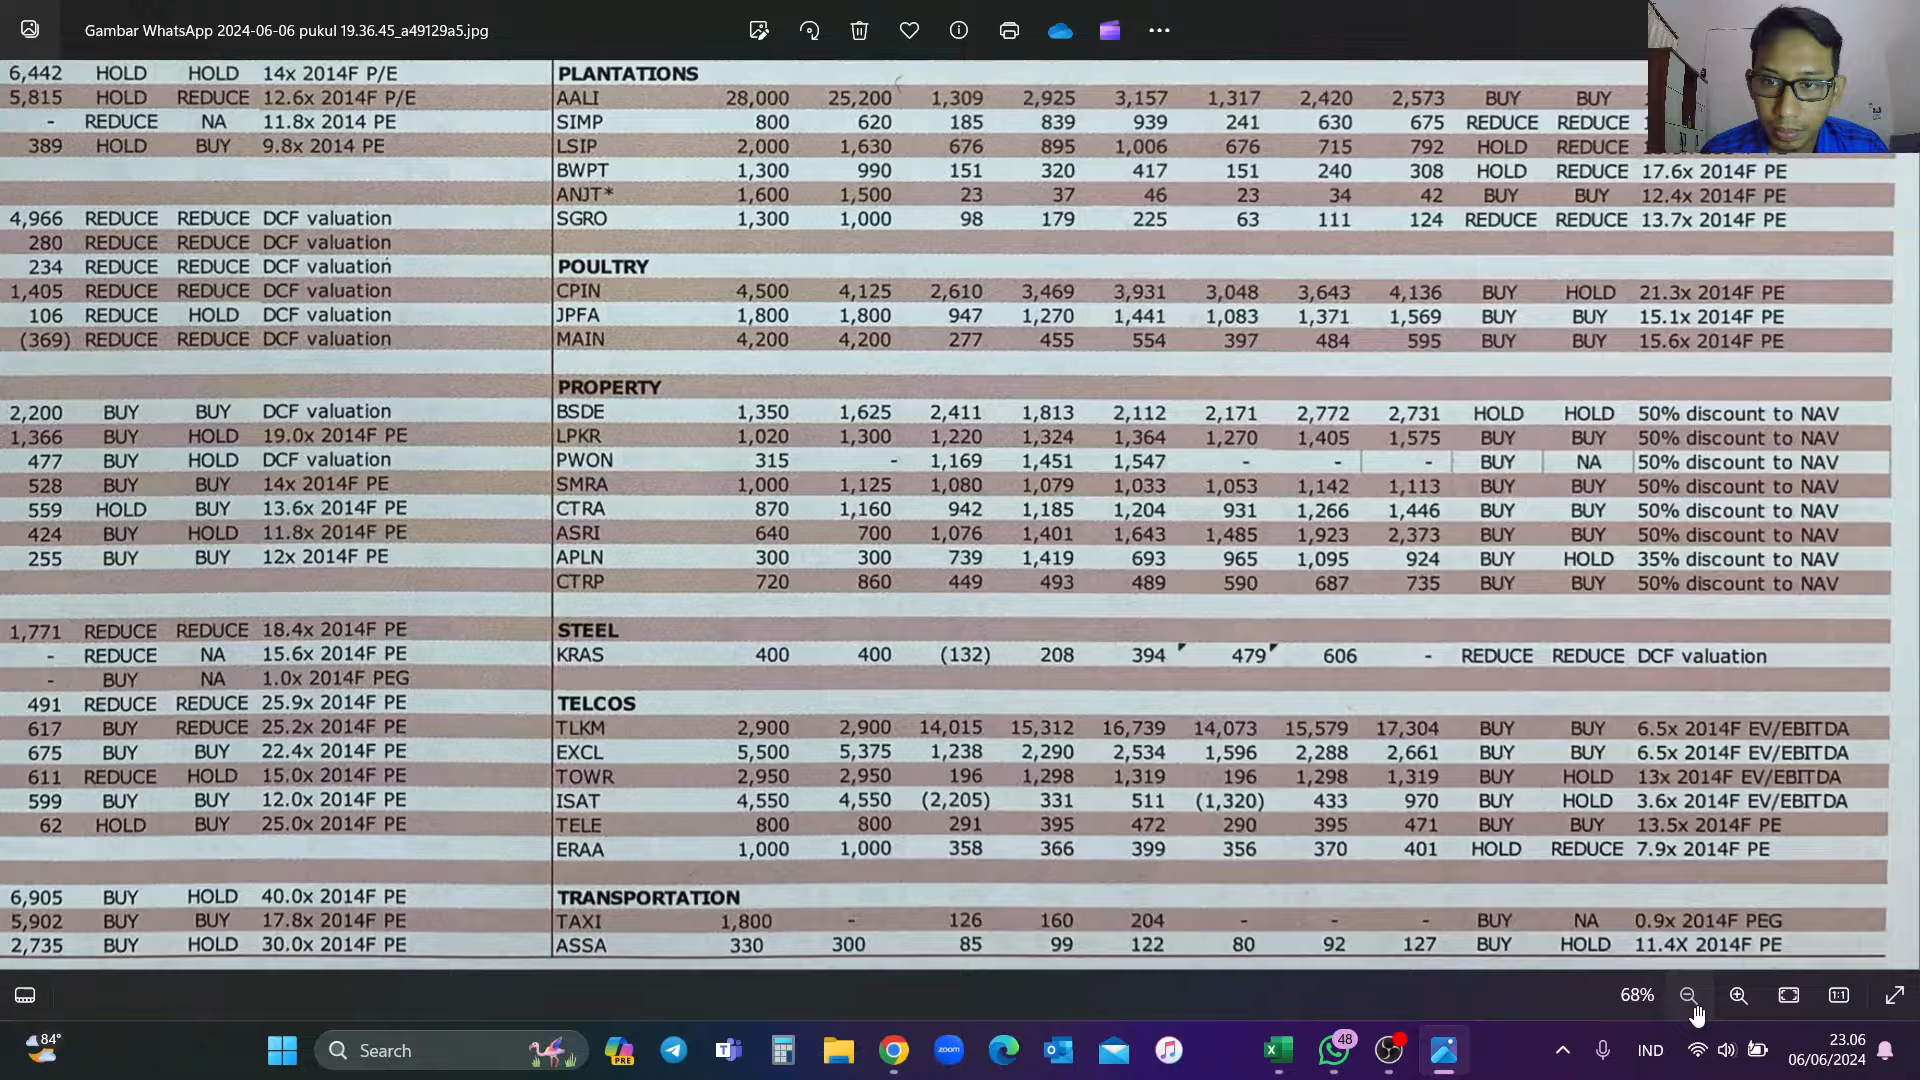 Gambar WhatsApp 2024-06-06 pukul 19.36.45_a49129a5.jpg
6,442 HOLD HOLD 14x 2014F P/E
5,815 HOLD REDUCE 12.6x 2014F P/E
- REDUCE NA 11.8x 2014 PE
389 HOLD BUY 9.8x 2014 PE
4,966 REDUCE REDUCE DCF valuation
280 REDUCE REDUCE DCF valuation
234 REDUCE REDUCE DCF valuation
1,405 REDUCE REDUCE DCF valuation
106 REDUCE HOLD DCF valuation
(369) REDUCE REDUCE DCF valuation
2,200 BUY BUY DCF valuation
1,366 BUY HOLD 19.0x 2014F PE
477 BUY HOLD DCF valuation
528 BUY BUY 14x 2014F PE
559 HOLD BUY 13.6x 2014F PE
424 BUY HOLD 11.8x 2014F PE
255 BUY BUY 12x 2014F PE
1,771 REDUCE REDUCE 18.4x 2014F PE
- REDUCE NA 15.6x 2014F PE
- BUY NA 1.0x 2014F PEG
491 REDUCE REDUCE 25.9x 2014F PE
617 BUY REDUCE 25.2x 2014F PE
675 BUY BUY 22.4x 2014F PE
611 REDUCE HOLD 15.0x 2014F PE
599 BUY BUY 12.0x 2014F PE
62 HOLD BUY 25.0x 2014F PE
6,905 BUY HOLD 40.0x 2014F PE
5,902 BUY BUY 17.8x 2014F PE
2,735 BUY HOLD 30.0x 2014F PE
PLANTATIONS
AALI 28,000 25,200 1,309 2,925 3,157 1,317 2,420 2,573 BUY BUY
SIMP 800 620 185 839 939 241 630 675 REDUCE REDUCE
LSIP 2,000 1,630 676 895 1,006 676 715 792 HOLD REDUCE
BWPT 1,300 990 151 320 417 151 240 308 HOLD REDUCE 17.6x 2014F PE
ANJT* 1,600 1,500 23 37 46 23 34 42 BUY BUY 12.4x 2014F PE
SGRO 1,300 1,000 98 179 225 63 111 124 REDUCE REDUCE 13.7x 2014F PE
POULTRY
CPIN 4,500 4,125 2,610 3,469 3,931 3,048 3,643 4,136 BUY HOLD 21.3x 2014F PE
JPFA 1,800 1,800 947 1,270 1,441 1,083 1,371 1,569 BUY BUY 15.1x 2014F PE
MAIN 4,200 4,200 277 455 554 397 484 595 BUY BUY 15.6x 2014F PE
PROPERTY
BSDE 1,350 1,625 2,411 1,813 2,112 2,171 2,772 2,731 HOLD HOLD 50% discount to NAV
LPKR 1,020 1,300 1,220 1,324 1,364 1,270 1,405 1,575 BUY BUY 50% discount to NAV
PWON 315 - 1,169 1,451 1,547 - - - BUY NA 50% discount to NAV
SMRA 1,000 1,125 1,080 1,079 1,033 1,053 1,142 1,113 BUY BUY 50% discount to NAV
CTRA 870 1,160 942 1,185 1,204 931 1,266 1,446 BUY BUY 50% discount to NAV
ASRI 640 700 1,076 1,401 1,643 1,485 1,923 2,373 BUY BUY 50% discount to NAV
APLN 300 300 739 1,419 693 965 1,095 924 BUY HOLD 35% discount to NAV
CTRP 720 860 449 493 489 590 687 735 BUY BUY 50% discount to NAV
STEEL
KRAS 400 400 (132) 208 394 479 606 - REDUCE REDUCE DCF valuation
TELCOS
TLKM 2,900 2,900 14,015 15,312 16,739 14,073 15,579 17,304 BUY BUY 6.5x 2014F EV/EBITDA
EXCL 5,500 5,375 1,238 2,290 2,534 1,596 2,288 2,661 BUY BUY 6.5x 2014F EV/EBITDA
TOWR 2,950 2,950 196 1,298 1,319 196 1,298 1,319 BUY HOLD 13x 2014F EV/EBITDA
ISAT 4,550 4,550 (2,205) 331 511 (1,320) 433 970 BUY HOLD 3.6x 2014F EV/EBITDA
TELE 800 800 291 395 472 290 395 471 BUY BUY 13.5x 2014F PE
ERAA 1,000 1,000 358 366 399 356 370 401 HOLD REDUCE 7.9x 2014F PE
TRANSPORTATION
TAXI 1,800 - 126 160 204 - - - BUY NA 0.9x 2014F PEG
ASSA 330 300 85 99 122 80 92 127 BUY HOLD 11.4X 2014F PE
68% 1:1
84° Search PRE zoom 48 IND 23.06
06/06/2024